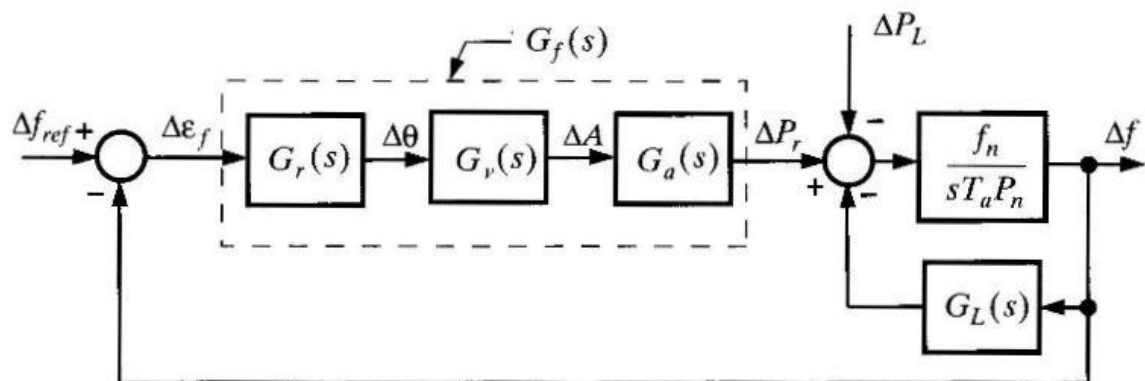 G_f(s)
ΔP_L
Δf_ref +
Δε_f
G_r(s)
Δθ
G_v(s)
ΔA
G_a(s)
ΔP_r
+
-
-
f_n
sT_aP_n
Δf
-
G_L(s)